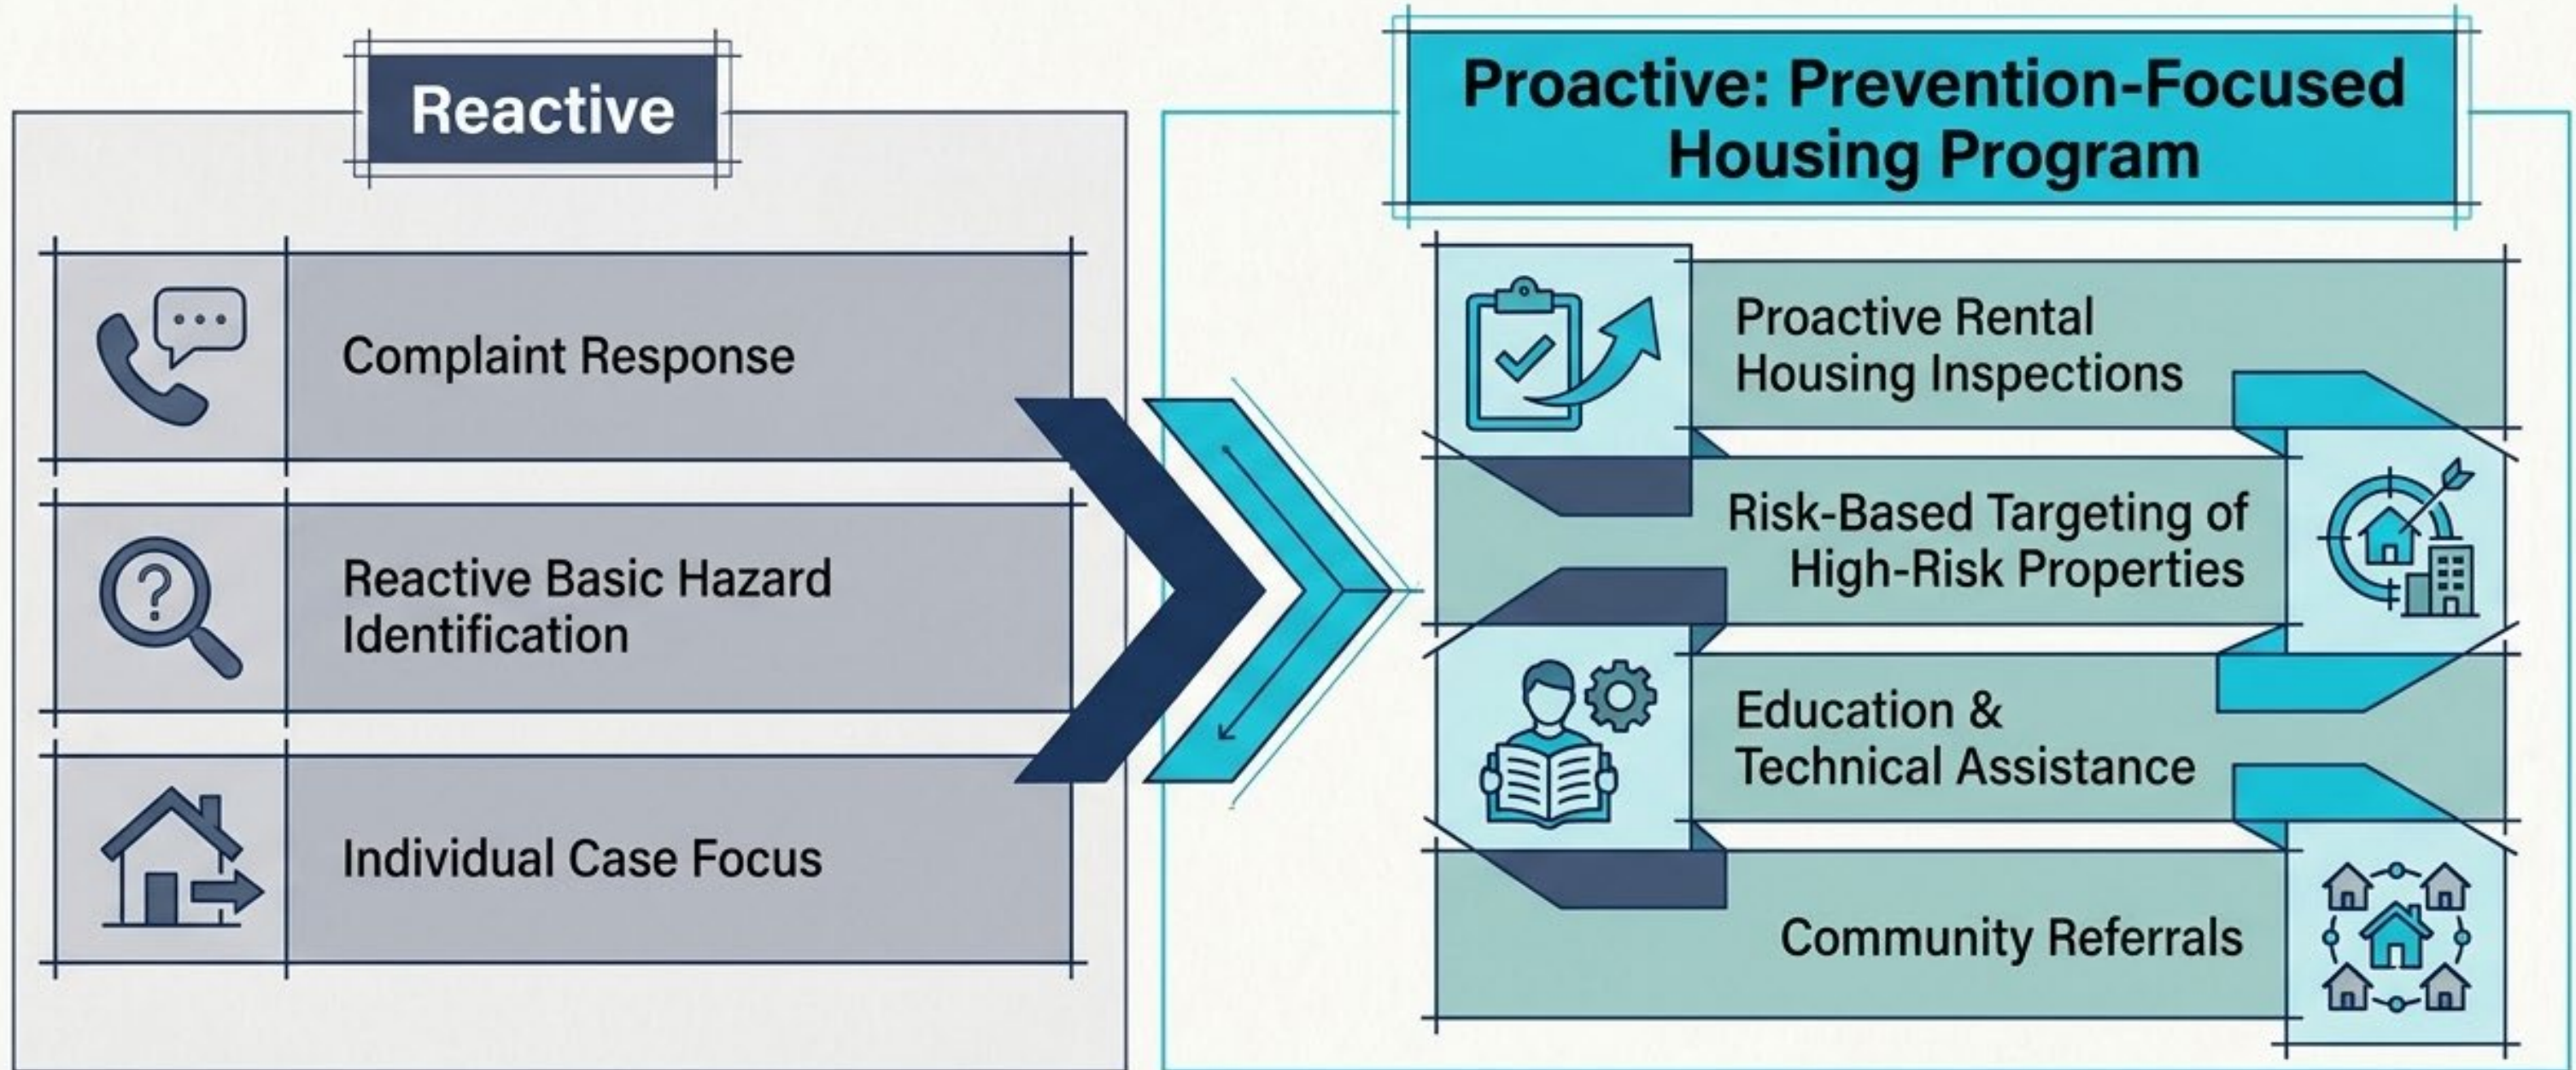 Reactive
Complaint Response
Reactive Basic Hazard
Identification
Individual Case Focus
Proactive: Prevention-Focused
Housing Program
Proactive Rental
Housing Inspections
Risk-Based Targeting of
High-Risk Properties
Education &
Technical Assistance
Community Referrals